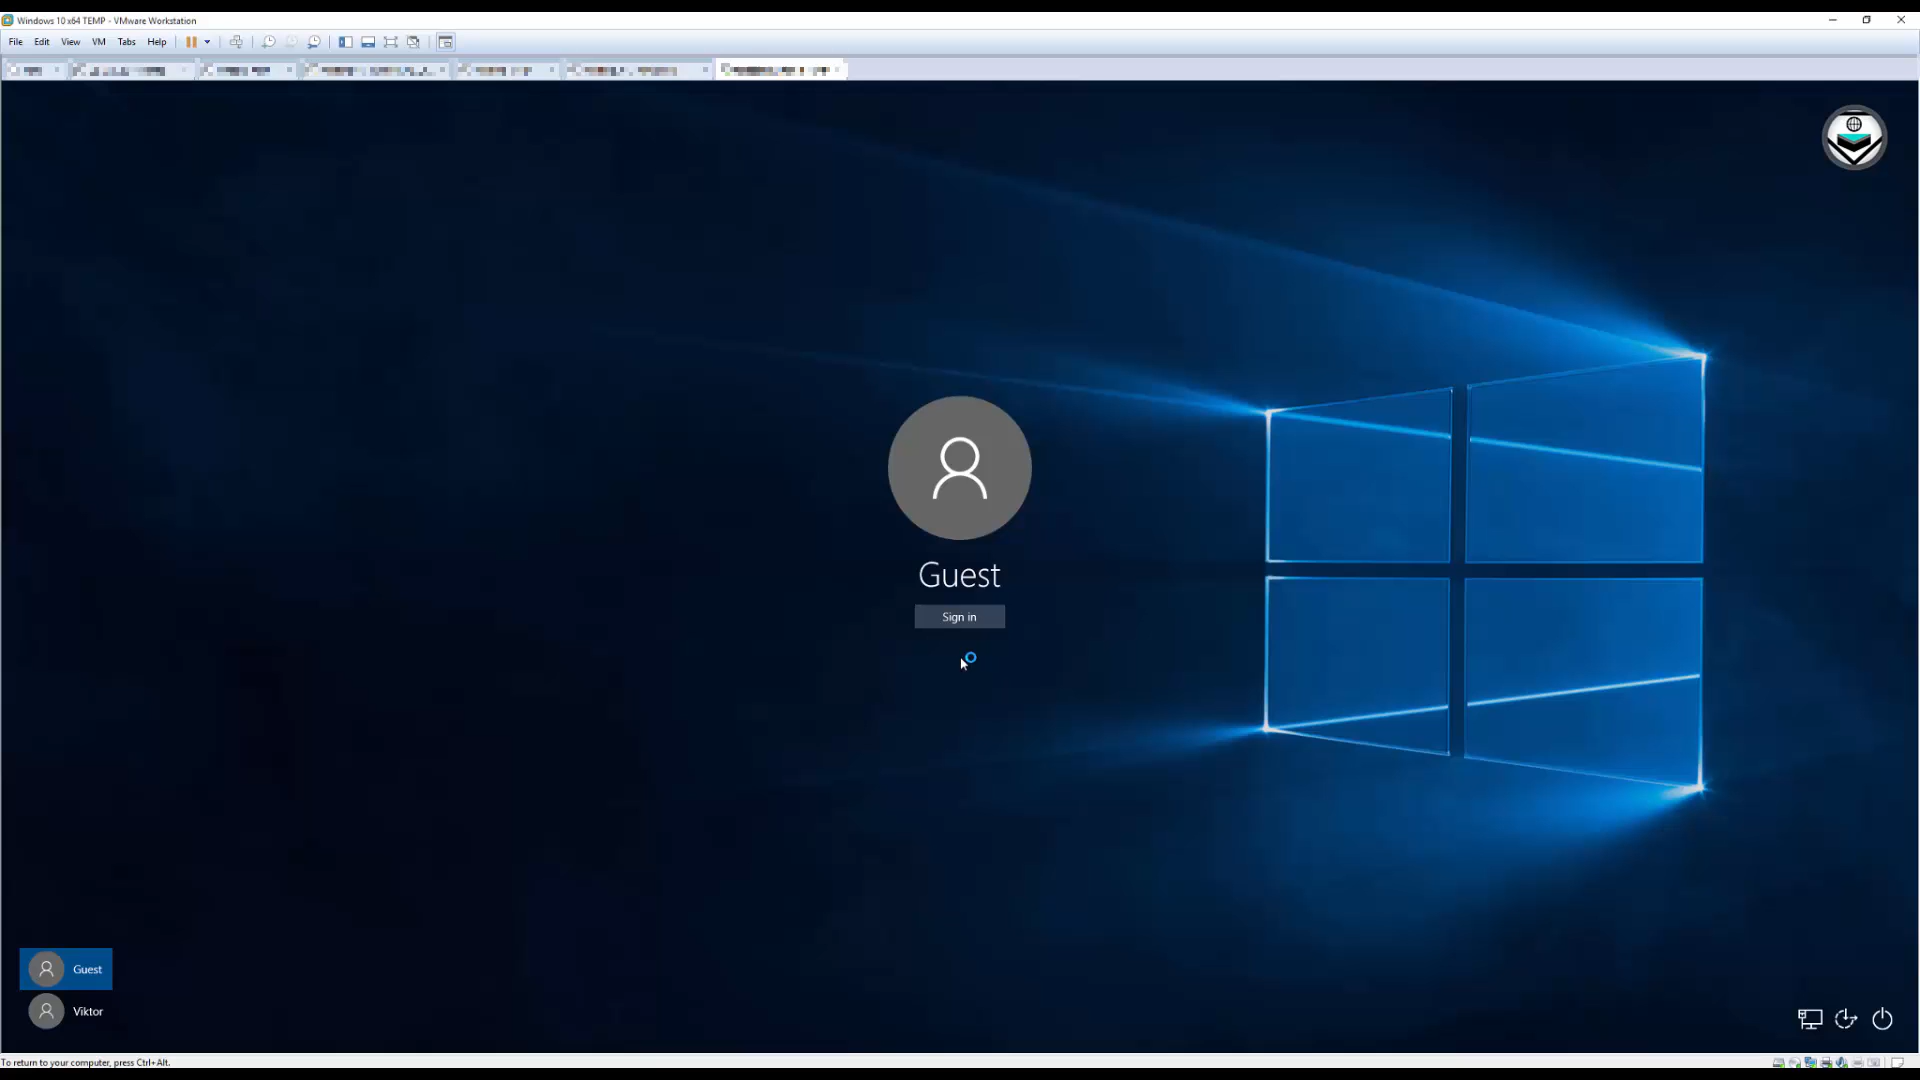 Windows 10 x64 TEMP - VMware Workstation
File Edit View VM Tabs Help
Guest
Sign in
Guest
Viktor
To return to your computer, press Ctrl+Alt.